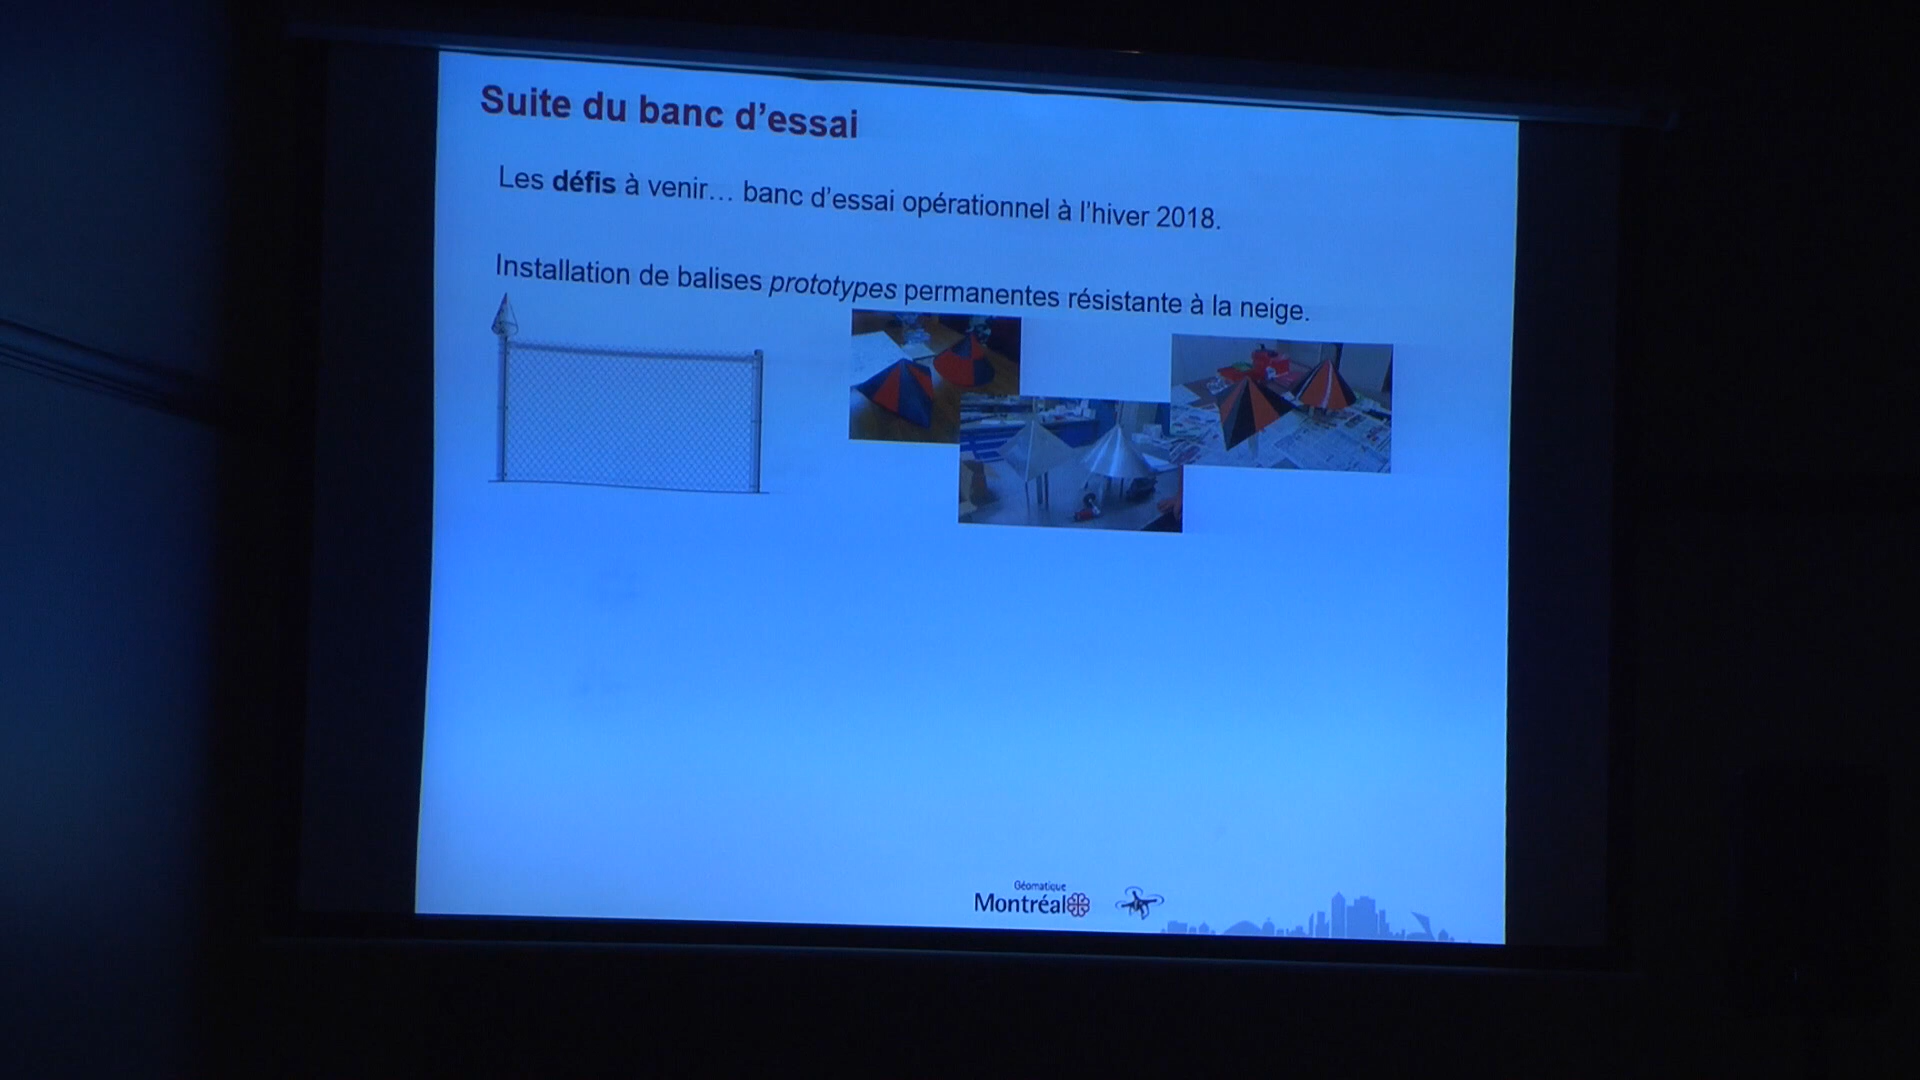 Suite du banc d’essai
Les défis à venir… banc d’essai opérationnel à l’hiver 2018.
Installation de balises prototypes permanentes résistante à la neige.
Géomatique
Montréal